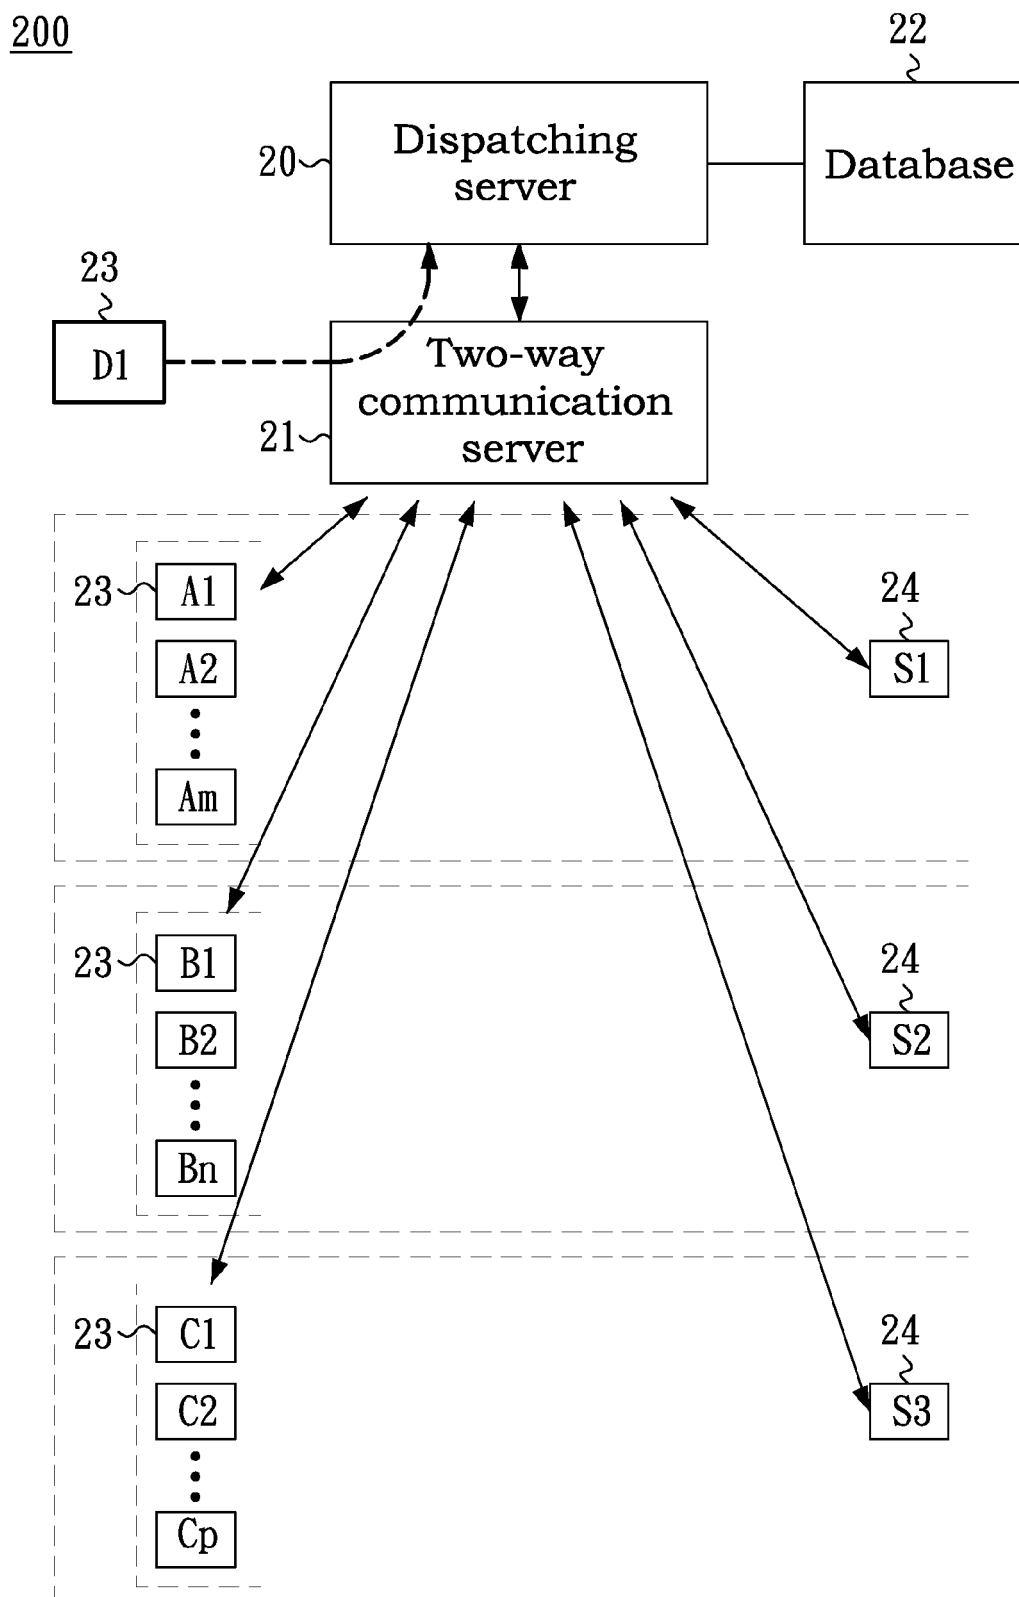 200
22
Dispatching
server
20
Database
23
D1
Two-way
communication
server
21
23
A1
A2
Am
24
S1
23
B1
B2
Bn
24
S2
23
C1
C2
Cp
24
S3